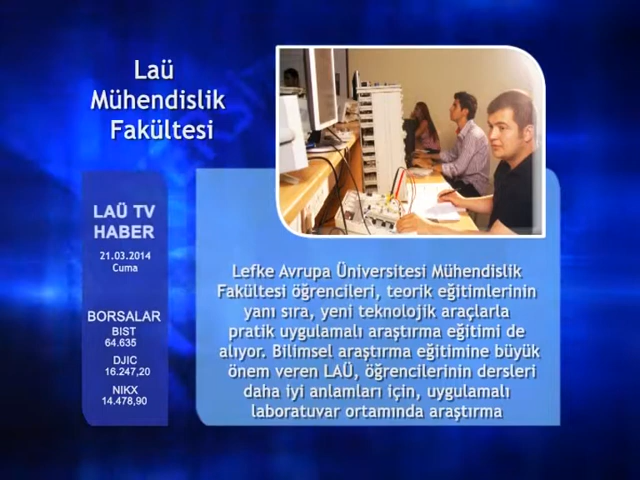 Laü
Mühendislik
Fakültesi
LAÜ TV
HABER
21.03.2014
Cuma
BORSALAR
BIST
64.635
DJIC
16.247,20
NIKX
14.478,90
Lefke Avrupa Üniversitesi Mühendislik
Fakültesi öğrencileri, teorik eğitimlerinin
yanı sıra, yeni teknolojik araçlarla
pratik uygulamalı araştırma eğitimi de
alıyor. Bilimsel araştırma eğitimine büyük
önem veren LAÜ, öğrencilerinin dersleri
daha iyi anlamları için, uygulamalı
laboratuvar ortamında araştırma